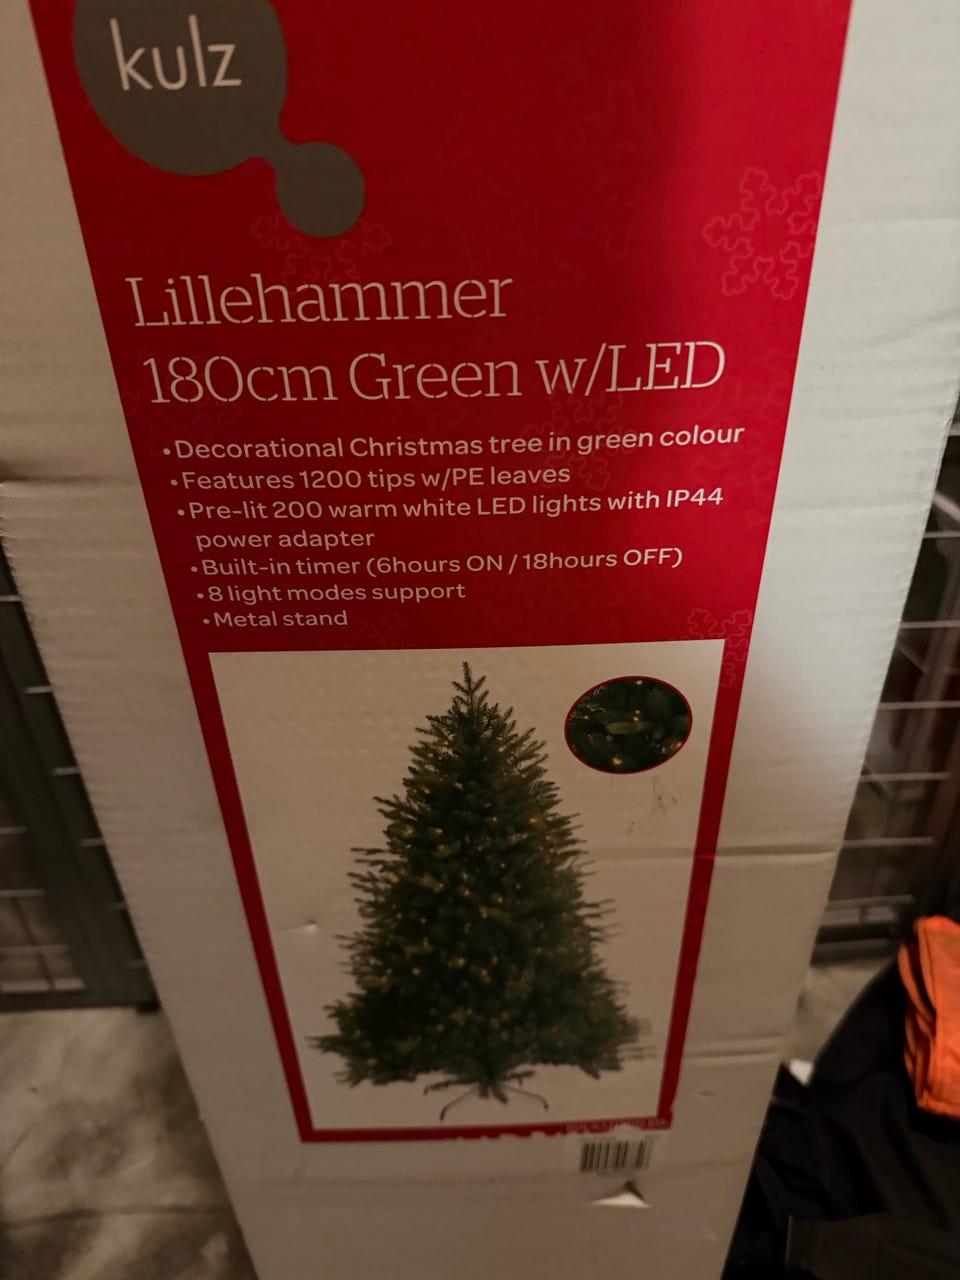 kulz
Lillehammer
180cm Green w/LED
•Decorational Christmas tree in green colour
•Features 1200 tips w/PE leaves
•Pre-lit 200 warm white LED lights with IP44
power adapter
•Built-in timer (6hours ON / 18hours OFF)
•8 light modes support
•Metal stand